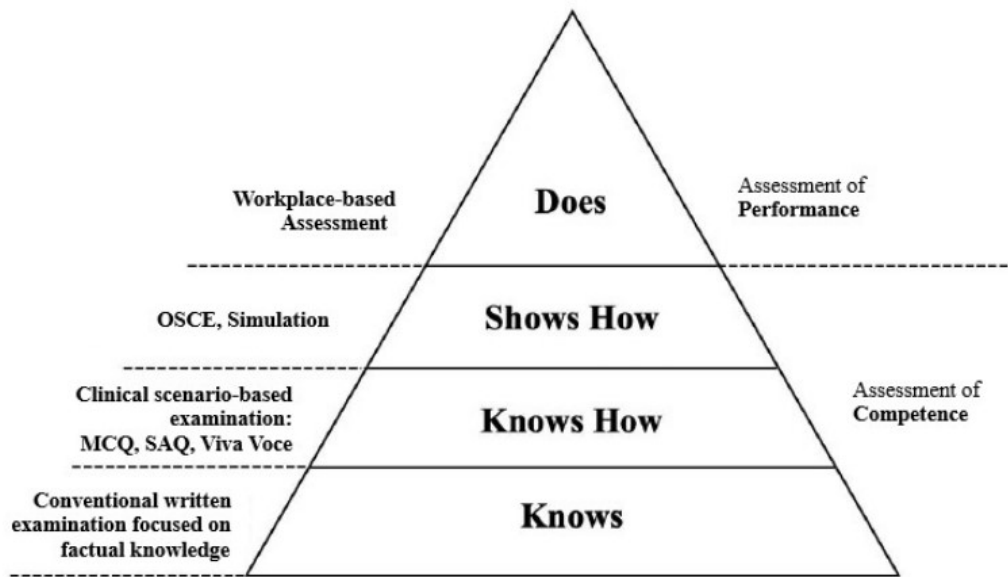 Workplace-based
Assessment
Does
Assessment of
Performance
OSCE, Simulation
Shows How
Clinical scenario-based
examination:
MCQ, SAQ, Viva Voce
Knows How
Assessment of
Competence
Conventional written
examination focused on
factual knowledge
Knows